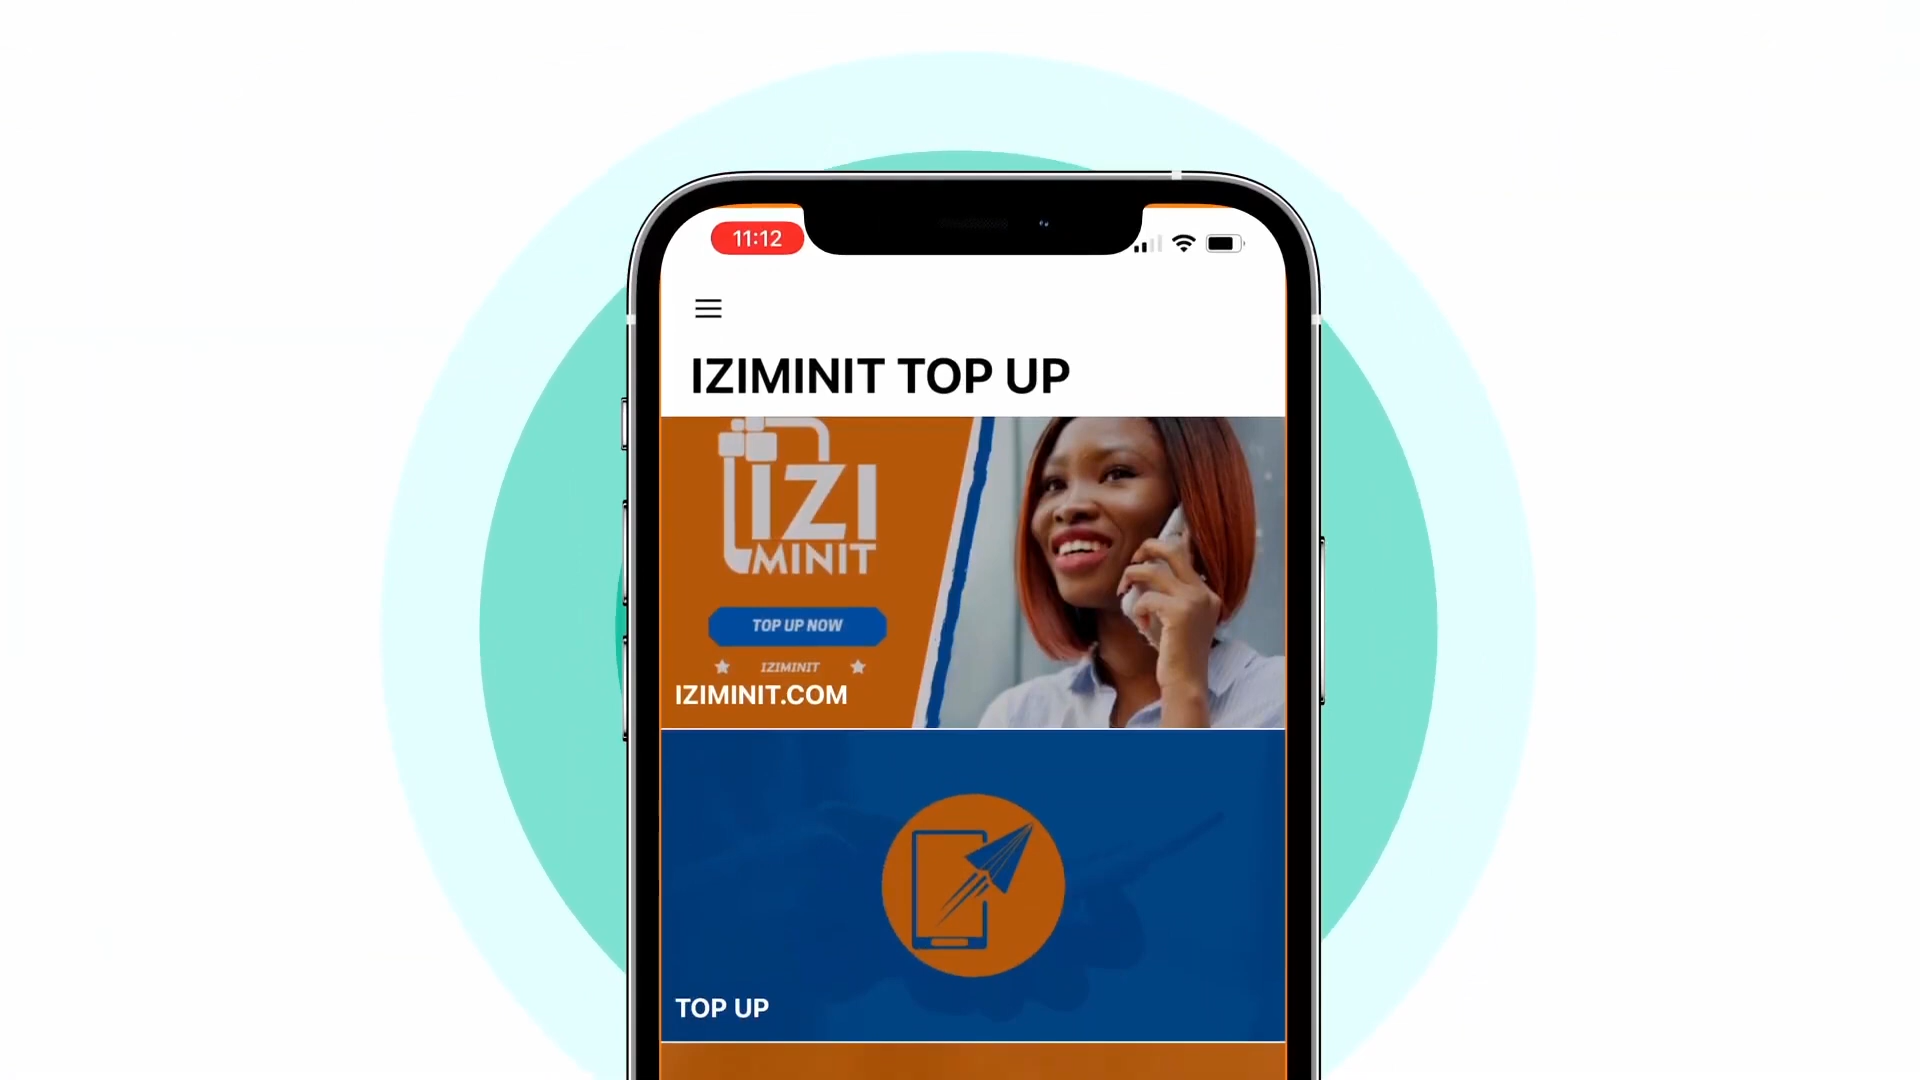 11:12
IZIMINIT TOP UP
IZI
MINIT
TOP UP NOW
IZIMINIT
IZIMINIT.COM
TOP UP